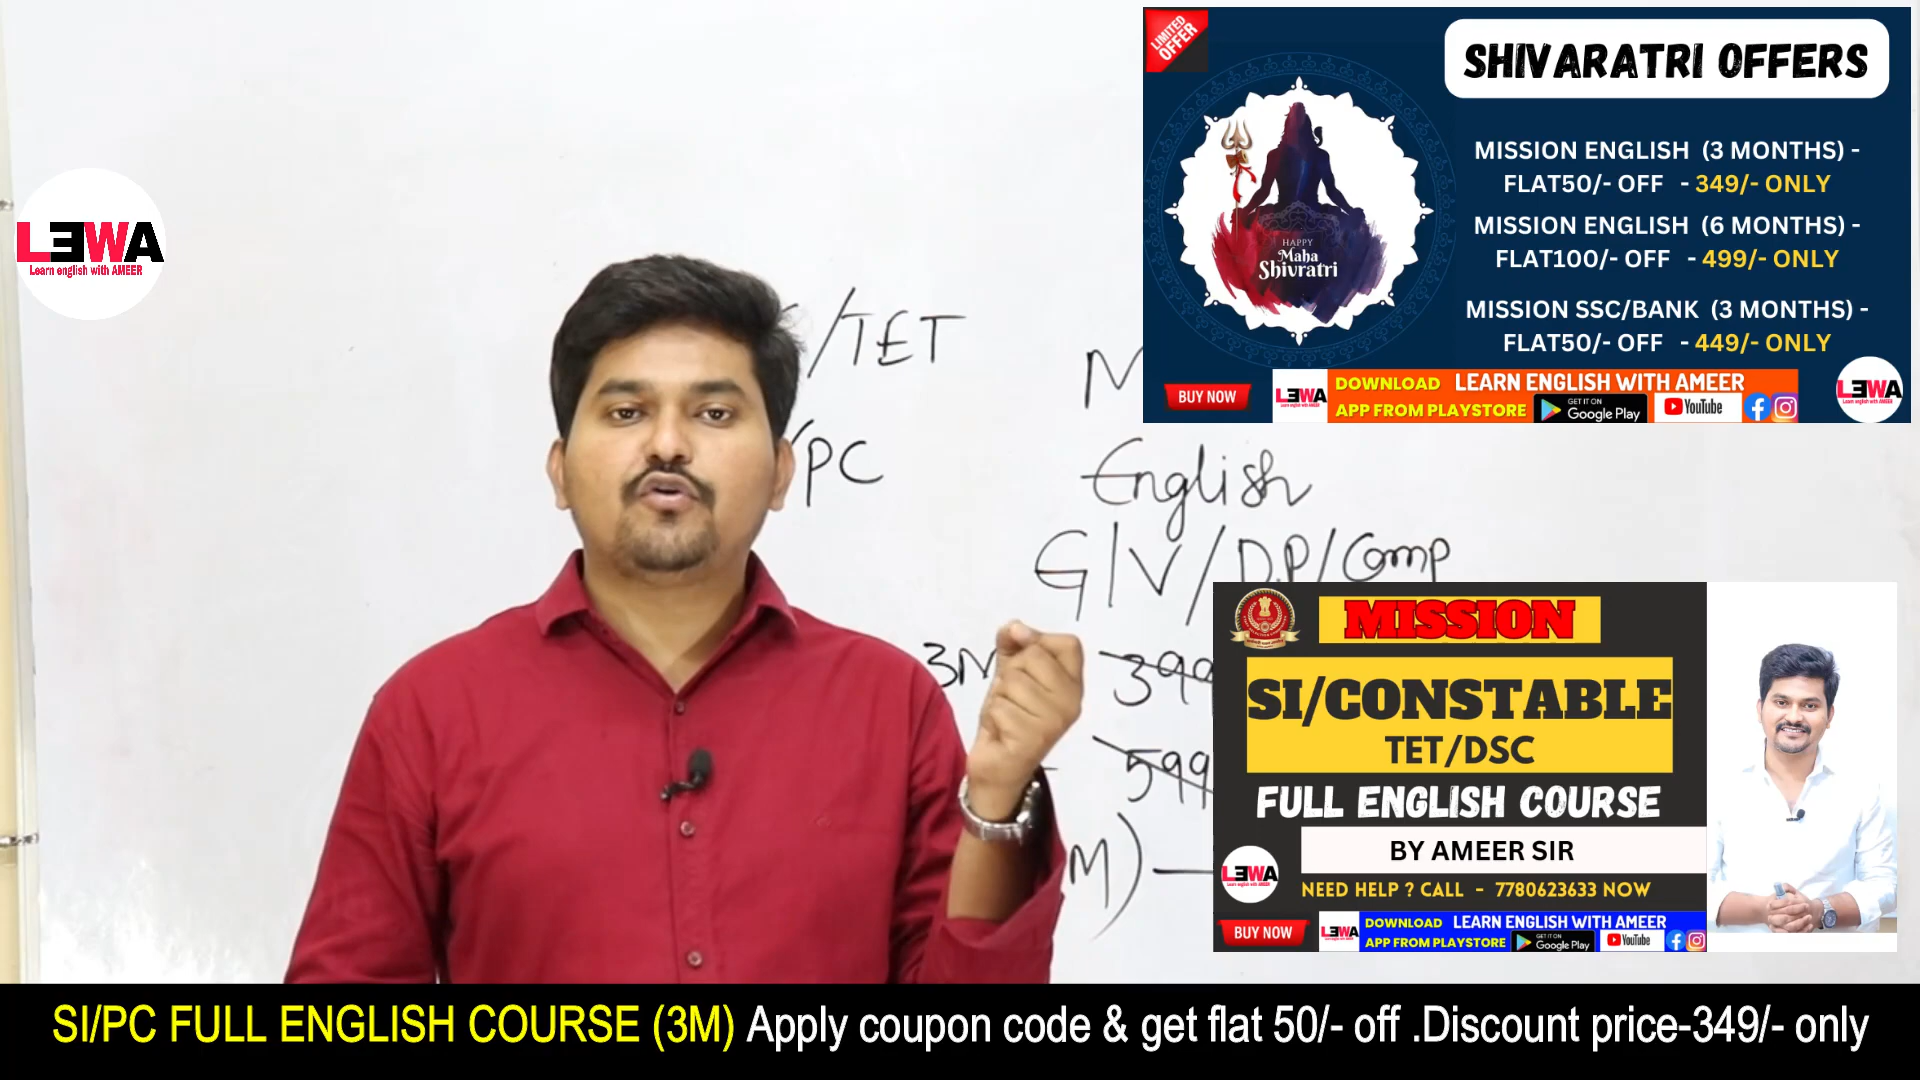 LIMITED
OFFER
SHIVARATRI OFFERS
HAPPY
Maha
Shivratri
MISSION ENGLISH (3 MONTHS) -
FLAT50/- OFF - 349/- ONLY
MISSION ENGLISH (6 MONTHS) -
FLAT100/- OFF - 499/- ONLY
MISSION SSC/BANK (3 MONTHS) -
FLAT50/- OFF - 449/- ONLY
BUY NOW
LEWA
DOWNLOAD LEARN ENGLISH WITH AMEER
APP FROM PLAYSTORE GET IT ON Google Play YouTube
LEWA
LEWA
Learn english with AMEER
/TET
/PC
English
G/V/D.P/Comp
3M
399
599
M) —
MISSION
SI/CONSTABLE
TET/DSC
FULL ENGLISH COURSE
BY AMEER SIR
LEWA
NEED HELP ? CALL - 7780623633 NOW
BUY NOW
LEWA
DOWNLOAD LEARN ENGLISH WITH AMEER
APP FROM PLAYSTORE GET IT ON Google Play YouTube
SI/PC FULL ENGLISH COURSE (3M) Apply coupon code & get flat 50/- off .Discount price-349/- only